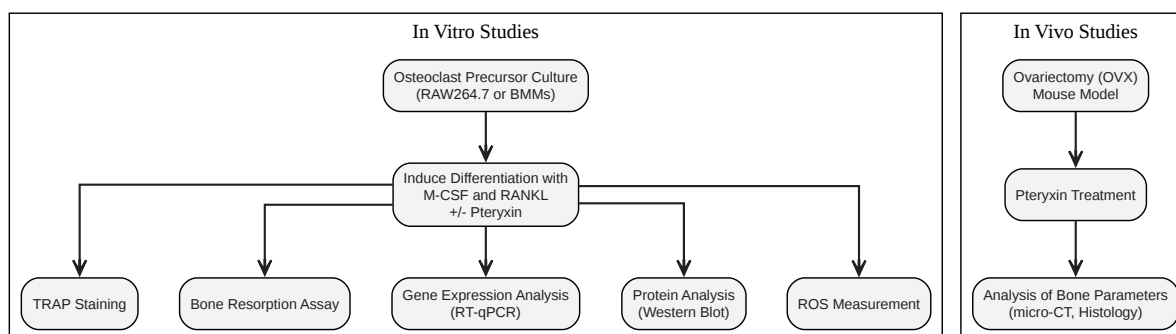 In Vitro Studies
Osteoclast Precursor Culture
(RAW264.7 or BMMs)
Induce Differentiation with
M-CSF and RANKL
+/- Pteryxin
TRAP Staining
Bone Resorption Assay
Gene Expression Analysis
(RT-qPCR)
Protein Analysis
(Western Blot)
ROS Measurement
In Vivo Studies
Ovariectomy (OVX)
Mouse Model
Pteryxin Treatment
Analysis of Bone Parameters
(micro-CT, Histology)